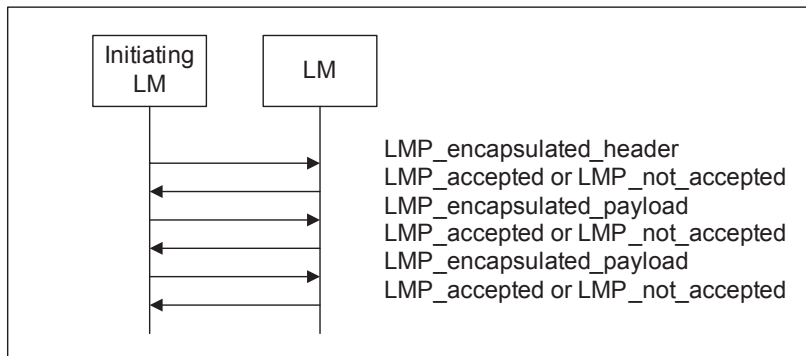 Initiating
LM
LM
LMP_encapsulated_header
LMP_accepted or LMP_not_accepted
LMP_encapsulated_payload
LMP_accepted or LMP_not_accepted
LMP_encapsulated_payload
LMP_accepted or LMP_not_accepted